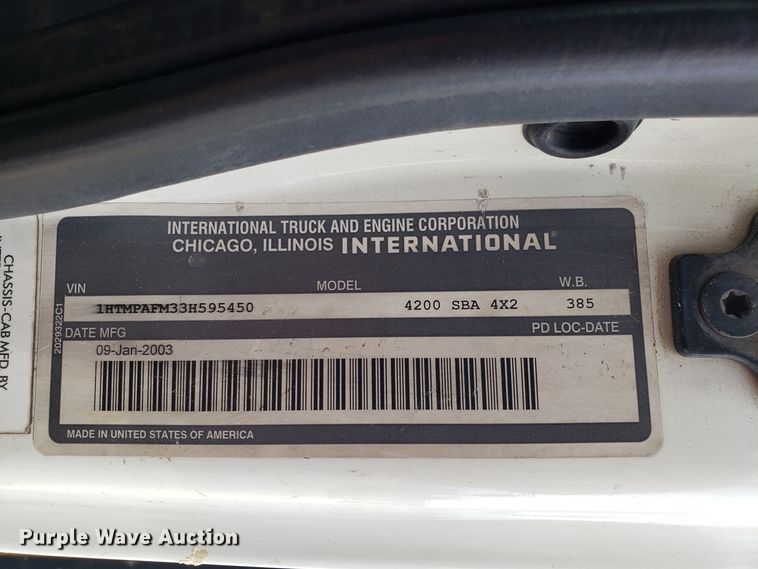 INTERNATIONAL TRUCK AND ENGINE CORPORATION
CHICAGO, ILLINOIS INTERNATIONAL®
VIN MODEL W.B.
1HTMPAFM33H595450 4200 SBA 4X2 385
DATE MFG PD LOC-DATE
09-Jan-2003
MADE IN UNITED STATES OF AMERICA
2029322C1
CHASSIS-CAB MFD. BY
Purple Wave Auction